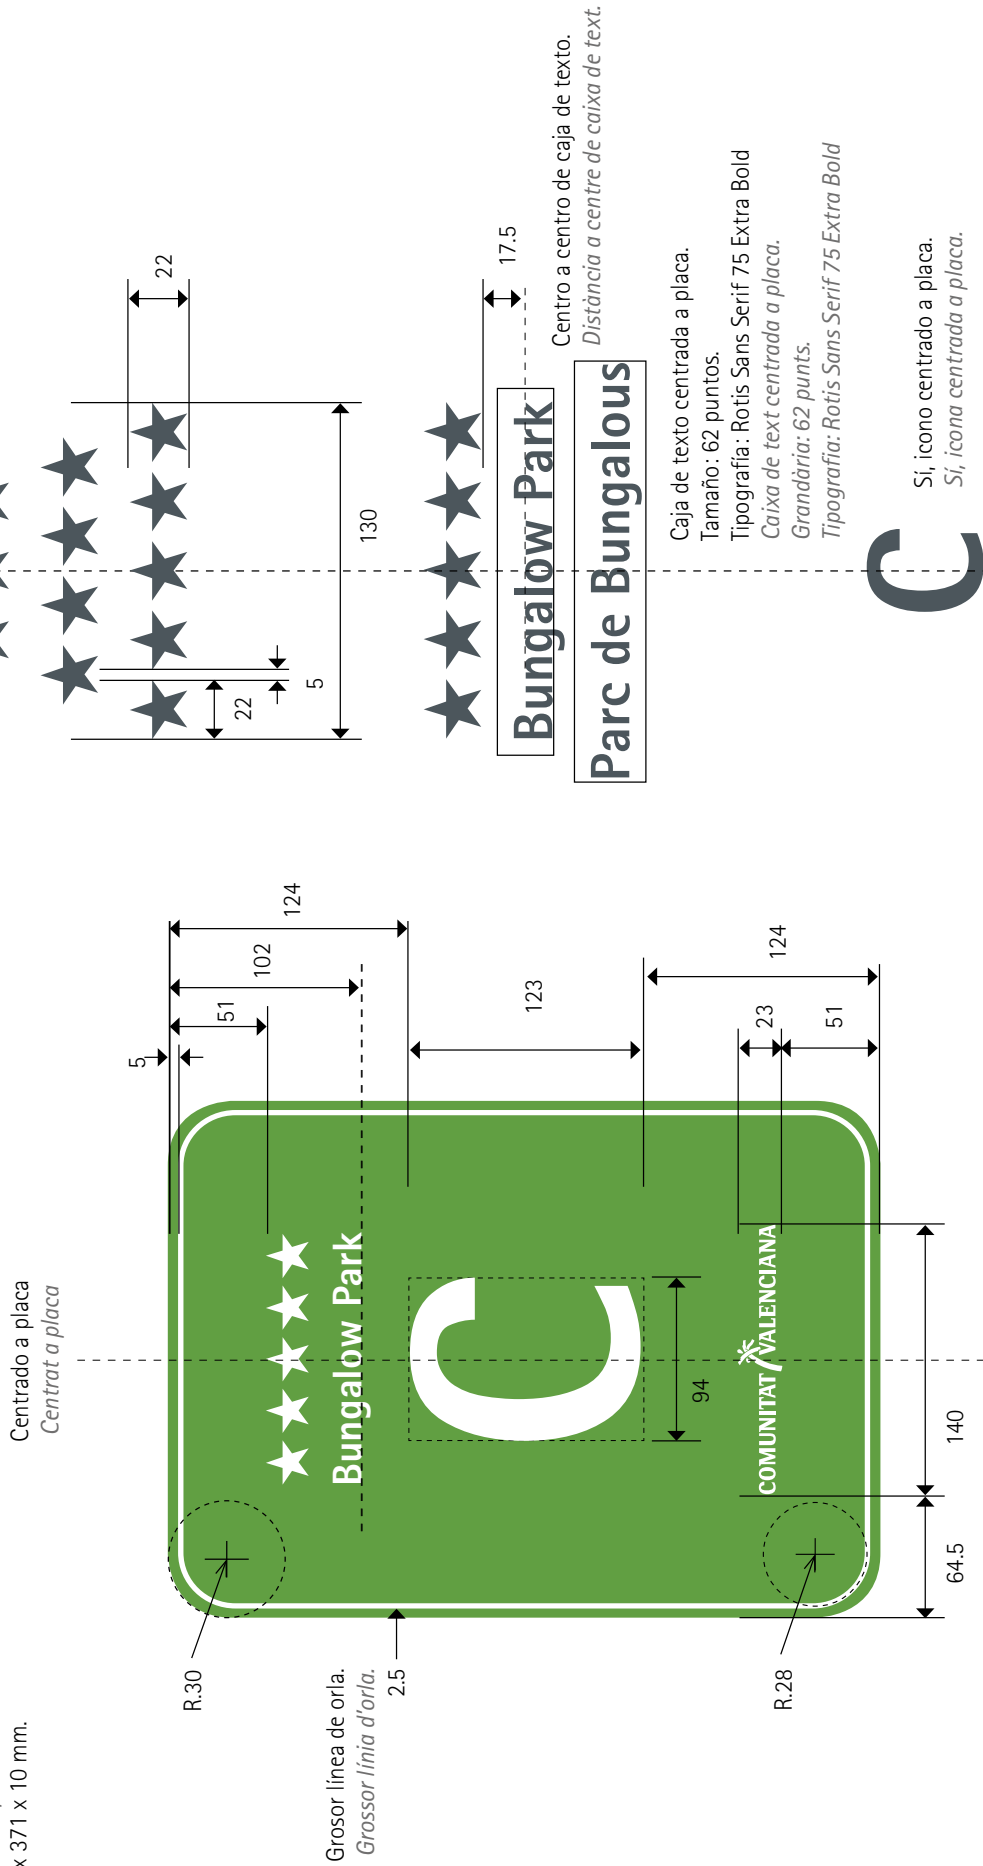 x 371 x 10 mm.
Centrado a placa
Centrat a placa
R.30
Grosor línea de orla.
Grossor línia d'orla.
2.5
R.28
Bungalow Park
C
COMUNITAT VALENCIANA
5
51
102
124
123
94
124
23
51
140
64.5
22
22
5
130
17.5
Bungalow Park
Centro a centro de caja de texto.
Distància a centre de caixa de text.
Parc de Bungalous
Caja de texto centrada a placa.
Tamaño: 62 puntos.
Tipografía: Rotis Sans Serif 75 Extra Bold
Caixa de text centrada a placa.
Grandària: 62 punts.
Tipografia: Rotis Sans Serif 75 Extra Bold
C
Sí, icono centrado a placa.
Sí, icona centrada a placa.